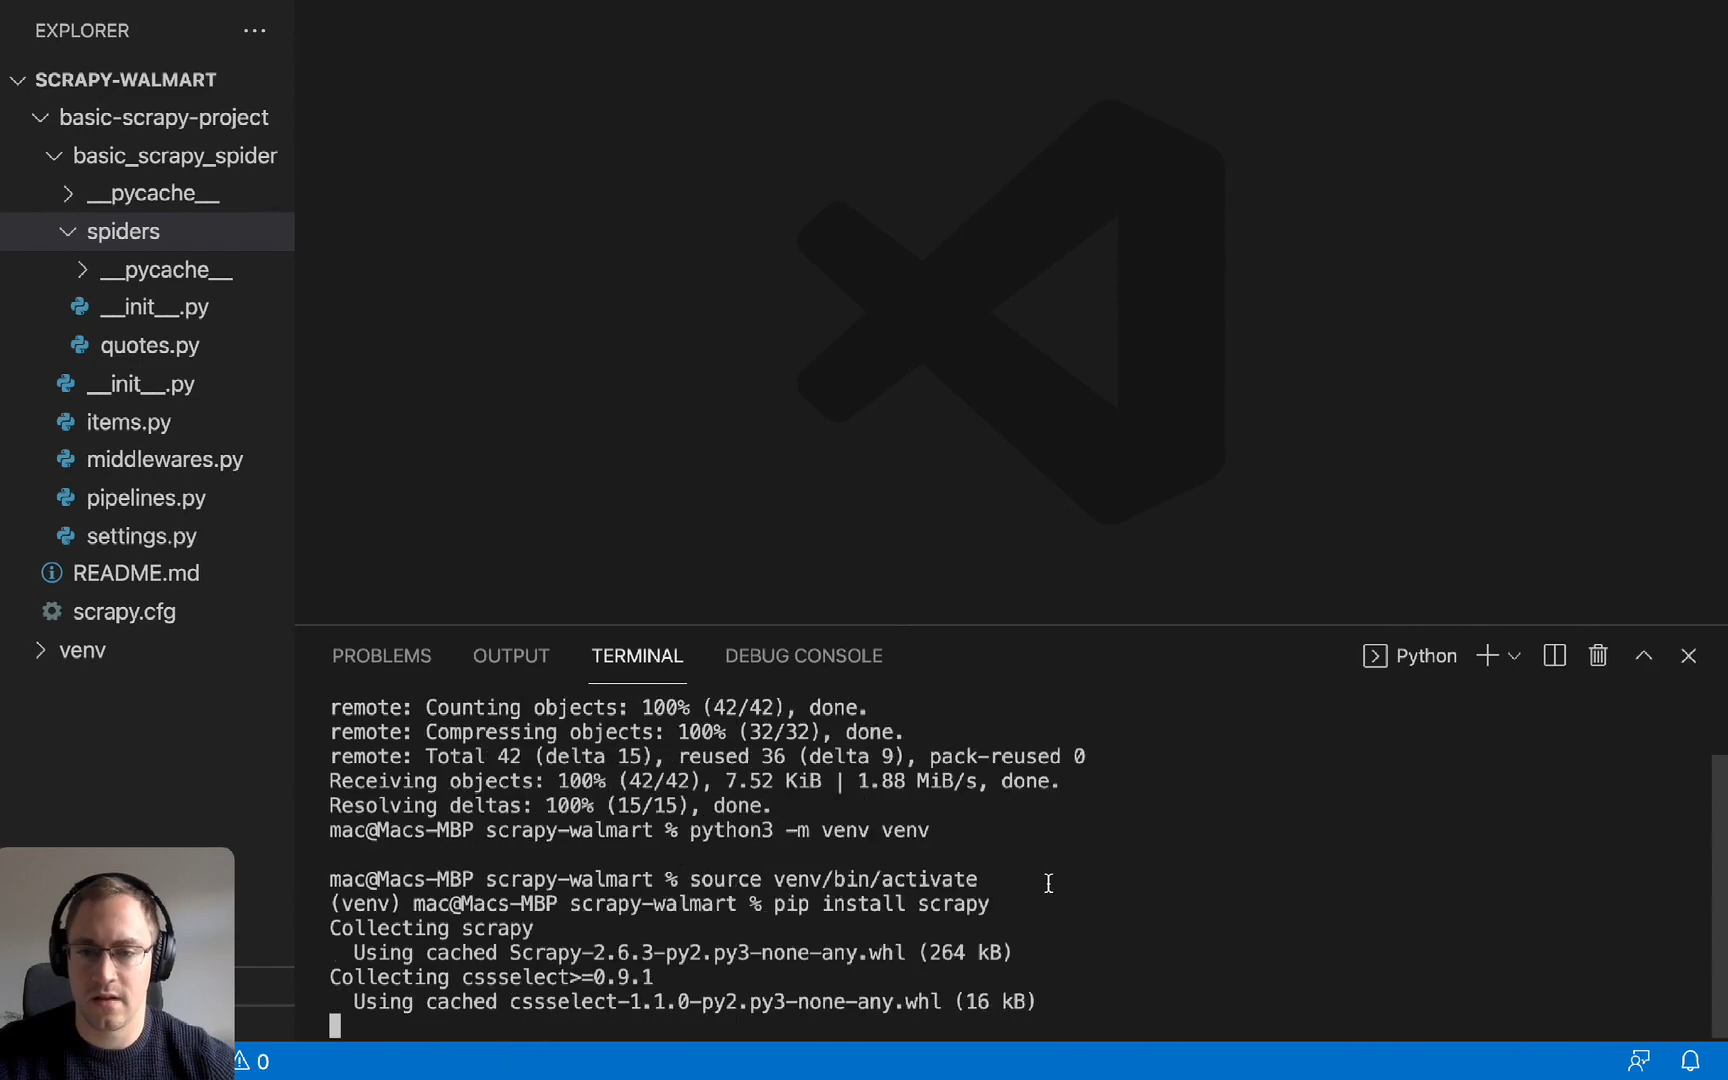 EXPLORER
SCRAPY-WALMART
basic-scrapy-project
basic_scrapy_spider
__pycache__
spiders
__pycache__
__init__.py
quotes.py
__init__.py
items.py
middlewares.py
pipelines.py
settings.py
README.md
scrapy.cfg
venv
PROBLEMS OUTPUT TERMINAL DEBUG CONSOLE Python
remote: Counting objects: 100% (42/42), done.
remote: Compressing objects: 100% (32/32), done.
remote: Total 42 (delta 15), reused 36 (delta 9), pack-reused 0
Receiving objects: 100% (42/42), 7.52 KiB | 1.88 MiB/s, done.
Resolving deltas: 100% (15/15), done.
mac@Macs-MBP scrapy-walmart % python3 -m venv venv
mac@Macs-MBP scrapy-walmart % source venv/bin/activate
(venv) mac@Macs-MBP scrapy-walmart % pip install scrapy
Collecting scrapy
Using cached Scrapy-2.6.3-py2.py3-none-any.whl (264 kB)
Collecting cssselect>=0.9.1
Using cached cssselect-1.1.0-py2.py3-none-any.whl (16 kB)
0